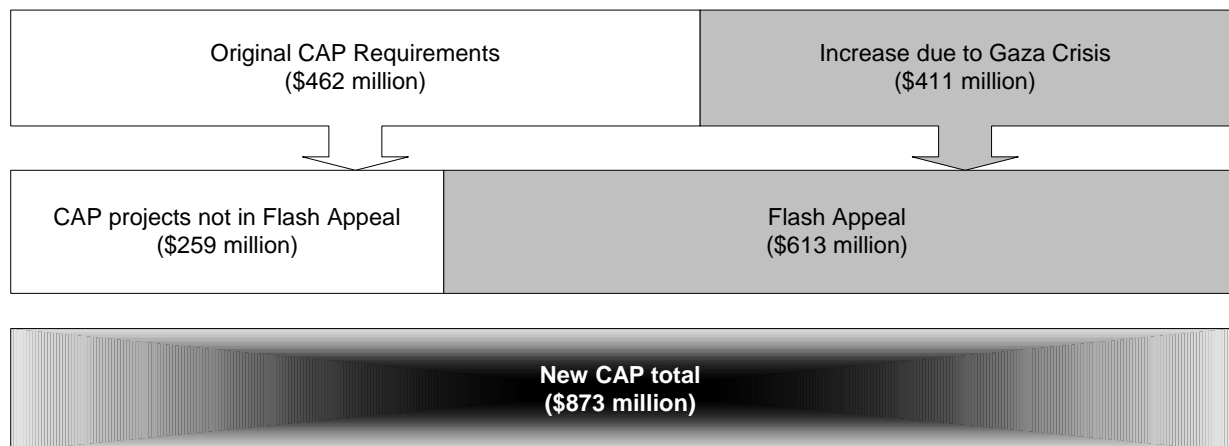 Original CAP Requirements
($462 million)
Increase due to Gaza Crisis
($411 million)
CAP projects not in Flash Appeal
($259 million)
Flash Appeal
($613 million)
New CAP total
($873 million)